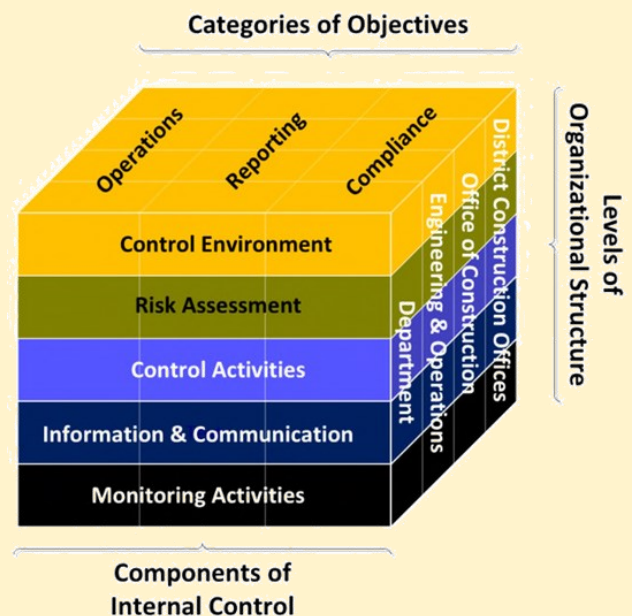 Categories of Objectives
Operations
Reporting
Compliance
Control Environment
Risk Assessment
Control Activities
Information & Communication
Monitoring Activities
Department
Engineering & Operations
Office of Construction
District Construction Offices
Levels of
Organizational Structure
Components of
Internal Control